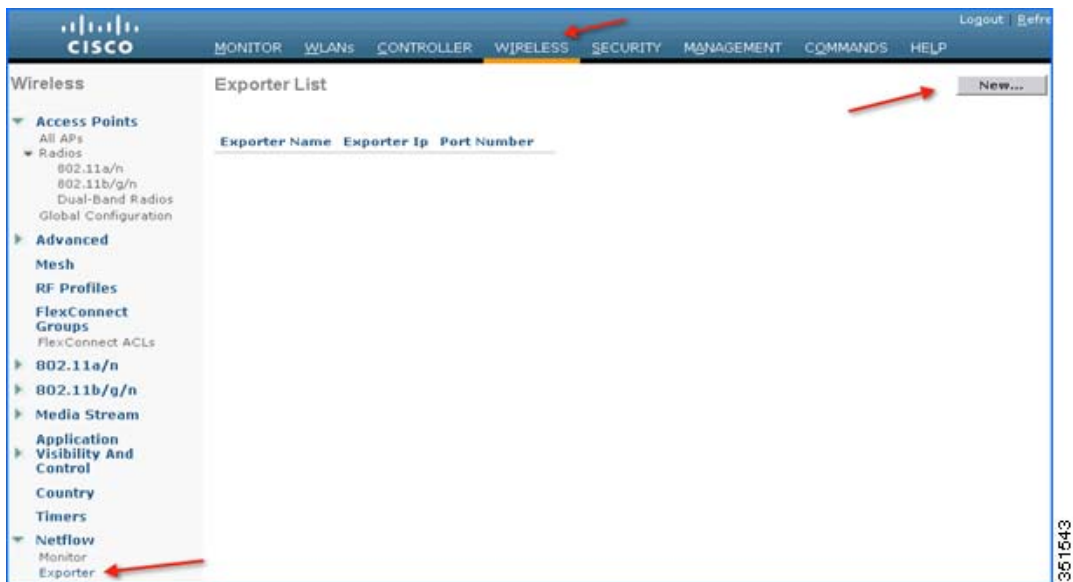 Logout | Refre
CISCO
MONITOR WLANs CONTROLLER WIRELESS SECURITY MANAGEMENT COMMANDS HELP
Wireless
Access Points
All APs
Radios
802.11a/n
802.11b/g/n
Dual-Band Radios
Global Configuration
Advanced
Mesh
RF Profiles
FlexConnect
Groups
FlexConnect ACLs
802.11a/n
802.11b/g/n
Media Stream
Application
Visibility And
Control
Country
Timers
Netflow
Monitor
Exporter
Exporter List
New...
Exporter Name Exporter Ip Port Number
351543